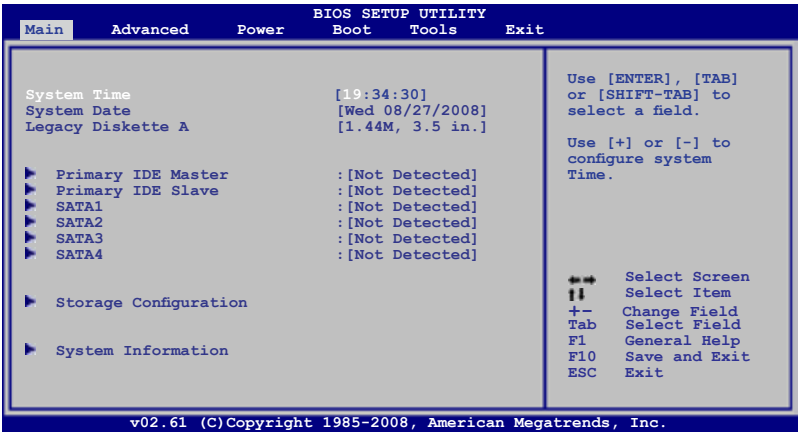 BIOS SETUP UTILITY
Main Advanced Power Boot Tools Exit
System Time [19:34:30]
System Date [Wed 08/27/2008]
Legacy Diskette A [1.44M, 3.5 in.]
Primary IDE Master :[Not Detected]
Primary IDE Slave :[Not Detected]
SATA1 :[Not Detected]
SATA2 :[Not Detected]
SATA3 :[Not Detected]
SATA4 :[Not Detected]
Storage Configuration
System Information
Use [ENTER], [TAB]
or [SHIFT-TAB] to
select a field.
Use [+] or [-] to
configure system
Time.
←→ Select Screen
↑↓ Select Item
+- Change Field
Tab Select Field
F1 General Help
F10 Save and Exit
ESC Exit
v02.61 (C)Copyright 1985-2008, American Megatrends, Inc.